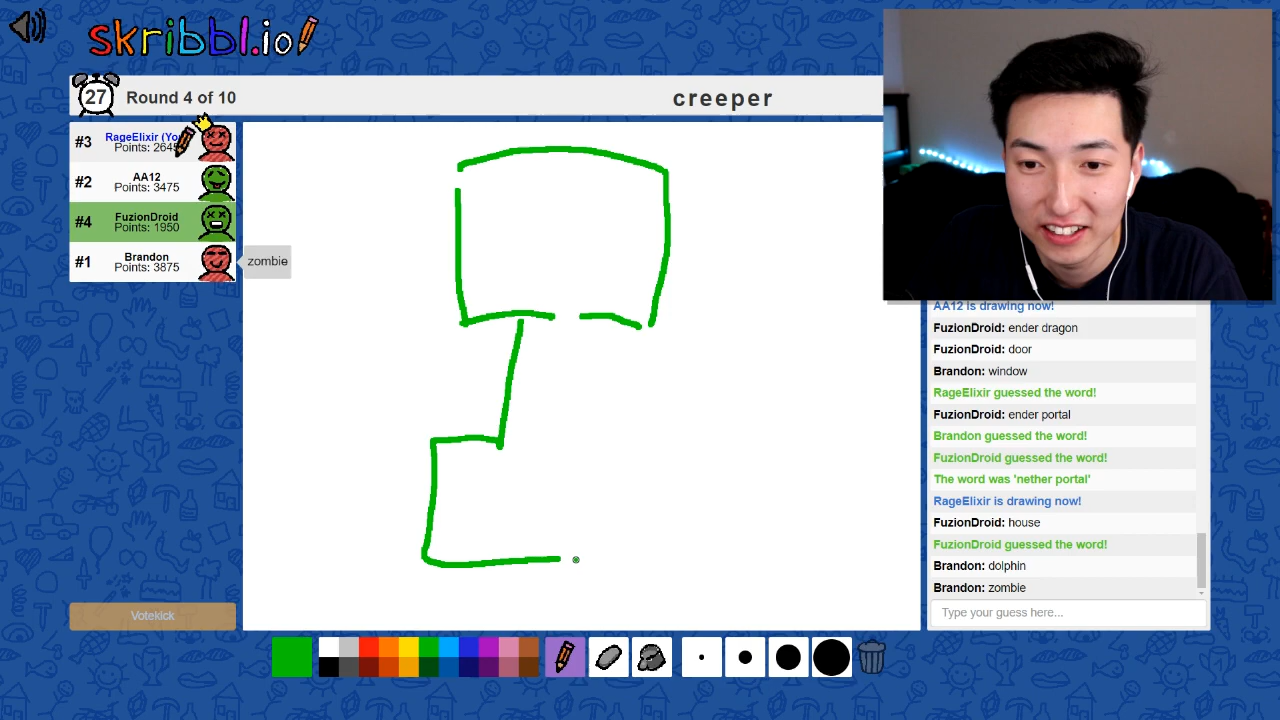 skribbl.io
27
Round 4 of 10
creeper
#3
RageElixir (Yo
Points: 2645
#2
AA12
Points: 3475
#4
FuzionDroid
Points: 1950
#1
Brandon
Points: 3875
zombie
AA12 is drawing now!
FuzionDroid: ender dragon
FuzionDroid: door
Brandon: window
RageElixir guessed the word!
FuzionDroid: ender portal
Brandon guessed the word!
FuzionDroid guessed the word!
The word was 'nether portal'
RageElixir is drawing now!
FuzionDroid: house
FuzionDroid guessed the word!
Brandon: dolphin
Brandon: zombie
Type your guess here...
Votekick